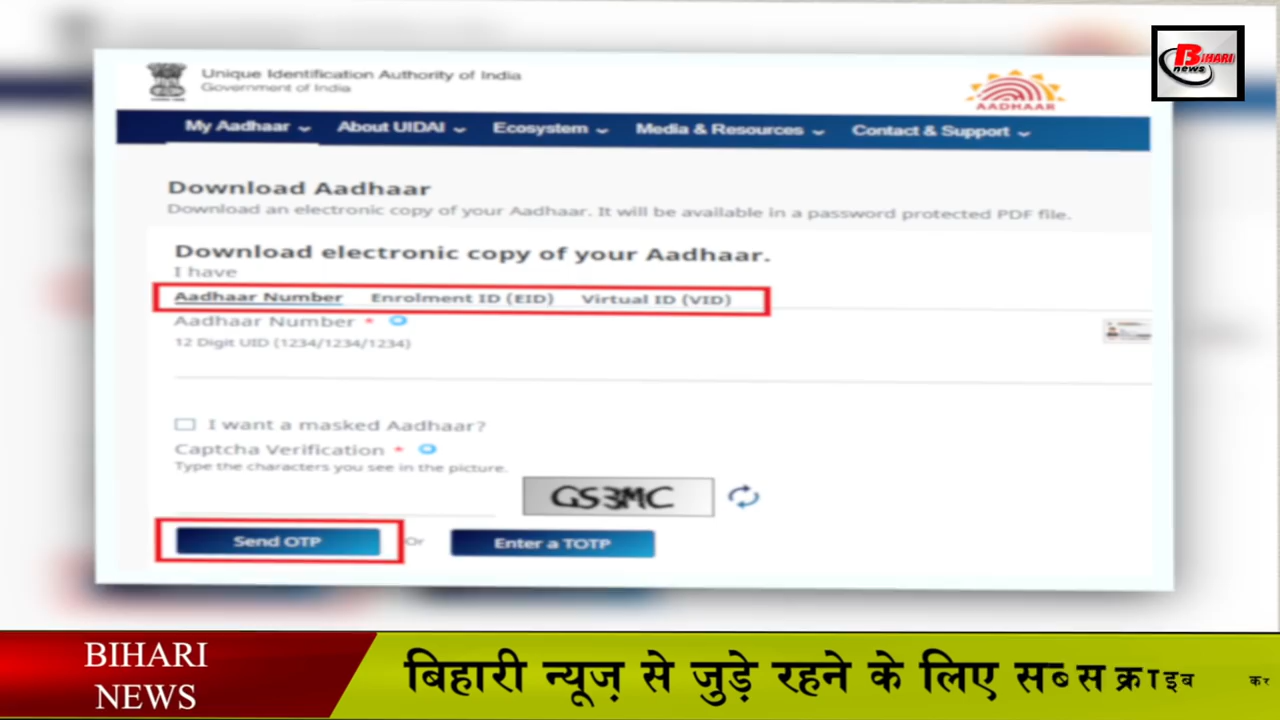 BIHARI
news
Unique Identification Authority of India
Government of India
AADHAAR
My Aadhaar About UIDAI Ecosystem Media & Resources Contact & Support
Download Aadhaar
Download an electronic copy of your Aadhaar. It will be available in a password protected PDF file.
Download electronic copy of your Aadhaar.
I have
Aadhaar Number Enrolment ID (EID) Virtual ID (VID)
Aadhaar Number *
12 Digit UID (1234/1234/1234)
I want a masked Aadhaar?
Captcha Verification *
Type the characters you see in the picture.
GS3MC
Send OTP Or Enter a TOTP
BIHARI
NEWS
बिहारी न्यूज़ से जुड़े रहने के लिए सबसक्राइब कर